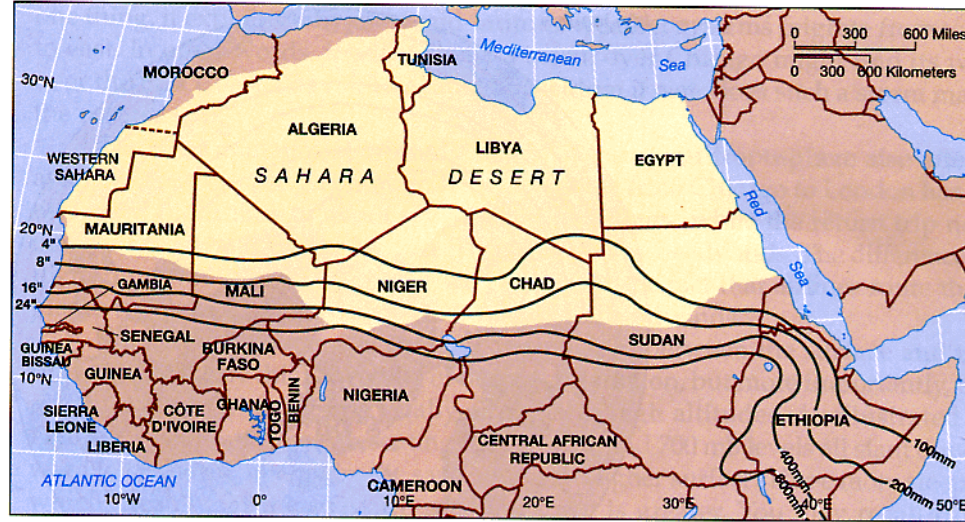 0 300 600 Miles
0 300 600 Kilometers
Mediterranean
Sea
30°N
MOROCCO
TUNISIA
ALGERIA
LIBYA
EGYPT
WESTERN
SAHARA
SAHARA DESERT
Red
Sea
20°N
MAURITANIA
4"
8"
16"
24"
GAMBIA
MALI
NIGER
CHAD
SUDAN
SENEGAL
GUINEA
BISSAU
BURKINA
FASO
10°N
GUINEA
SIERRA
LEONE
LIBERIA
CÔTE
D'IVOIRE
GHANA
TOGO
BENIN
NIGERIA
CENTRAL AFRICAN
REPUBLIC
CAMEROON
ETHIOPIA
100mm
200mm
400mm
600mm
ATLANTIC OCEAN
10°W 0° 10°E 20°E 30°E 40°E 50°E